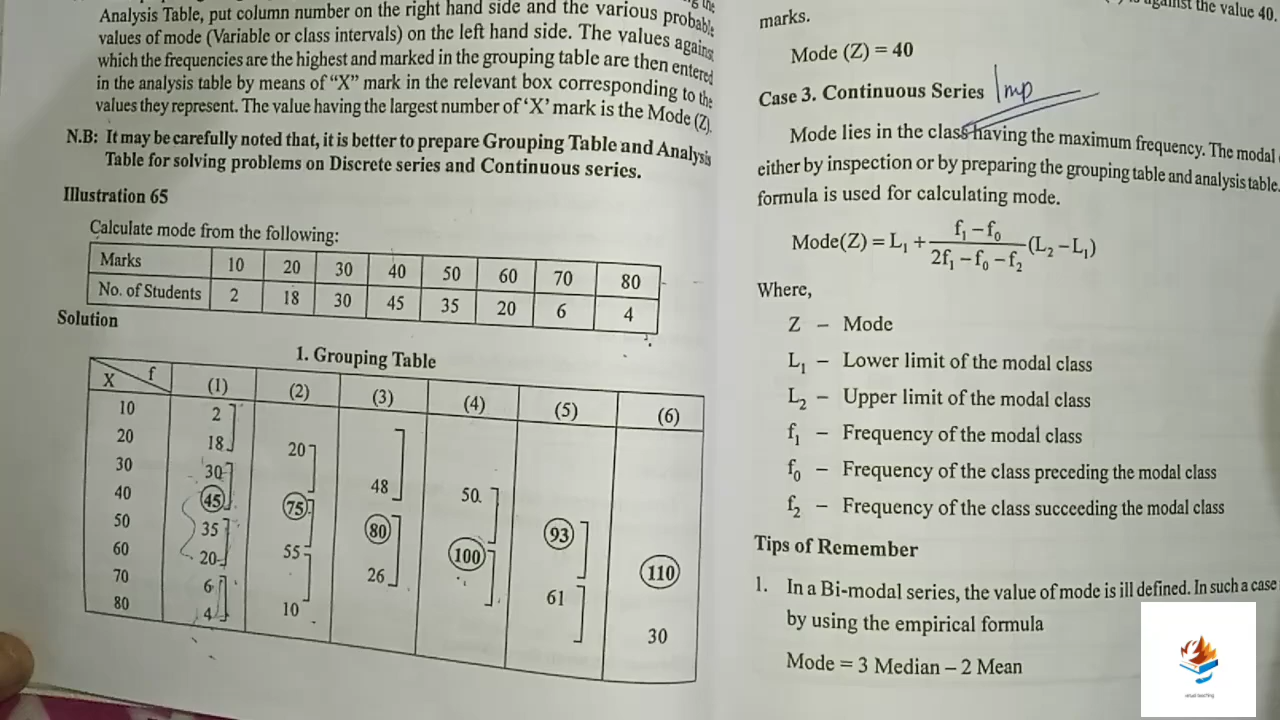 Analysis Table, put column number on the right hand side and the various probable
values of mode (Variable or class intervals) on the left hand side. The values against
which the frequencies are the highest and marked in the grouping table are then entered
in the analysis table by means of “X” mark in the relevant box corresponding to the
values they represent. The value having the largest number of ‘X’ mark is the Mode (Z).
N.B: It may be carefully noted that, it is better to prepare Grouping Table and Analysis
Table for solving problems on Discrete series and Continuous series.
Illustration 65
Calculate mode from the following:
Marks 10 20 30 40 50 60 70 80
No. of Students 2 18 30 45 35 20 6 4
Solution
1. Grouping Table
X f (1) (2) (3) (4) (5) (6)
10 2
20 18 20
30 30 48 50.
40 45 75
50 35 80 93
60 20 55 100 110
70 6 26 61
80 4 10 30
against the value 40.
marks.
Mode (Z) = 40
Case 3. Continuous Series Imp
Mode lies in the class having the maximum frequency. The modal
either by inspection or by preparing the grouping table and analysis table.
formula is used for calculating mode.
Mode(Z) = L₁ + (f₁ – f₀)/(2f₁ – f₀ – f₂) (L₂ – L₁)
Where,
Z – Mode
L₁ – Lower limit of the modal class
L₂ – Upper limit of the modal class
f₁ – Frequency of the modal class
f₀ – Frequency of the class preceding the modal class
f₂ – Frequency of the class succeeding the modal class
Tips of Remember
1. In a Bi-modal series, the value of mode is ill defined. In such a case
by using the empirical formula
Mode = 3 Median – 2 Mean